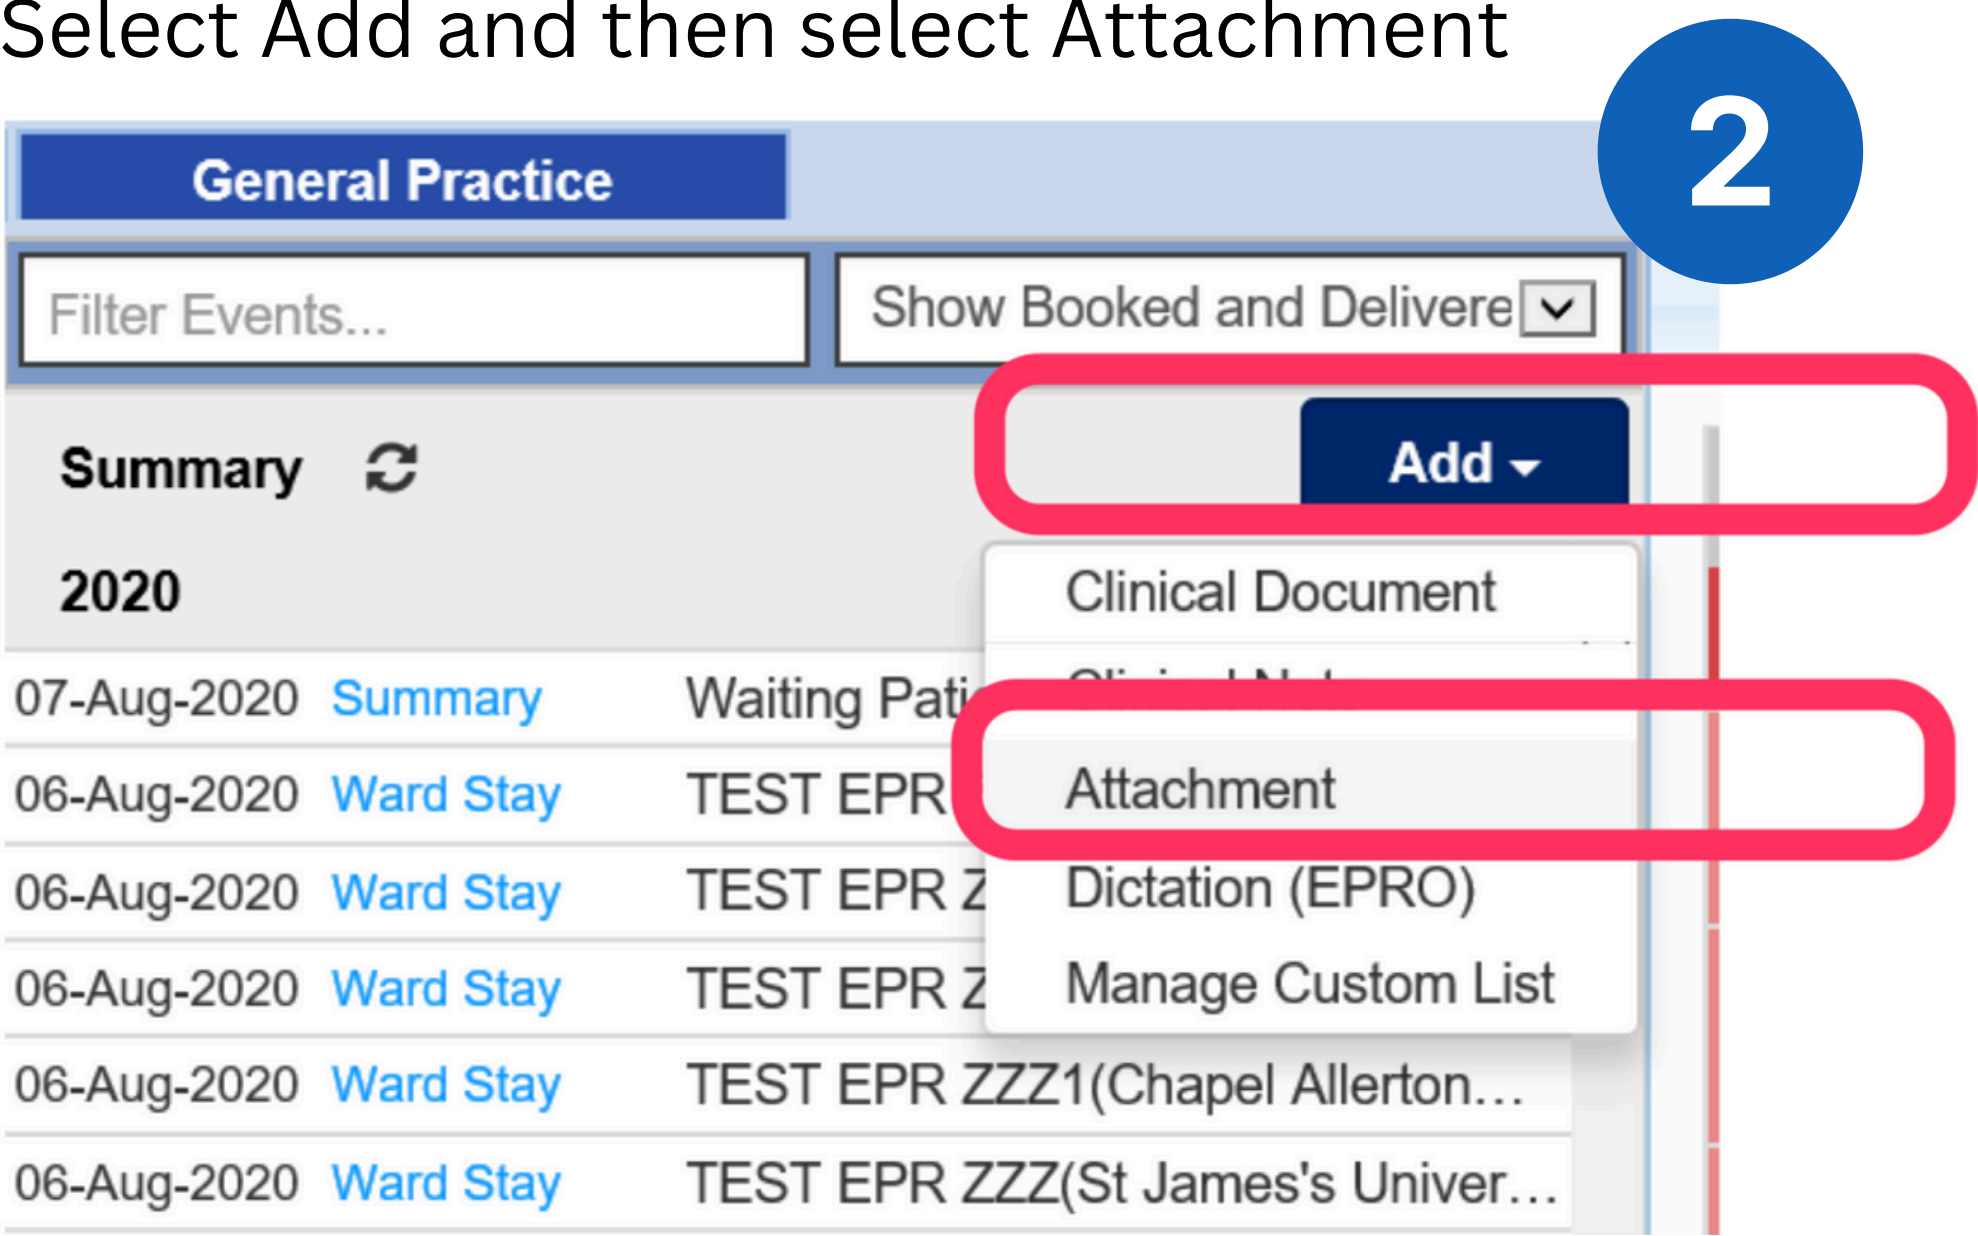 Select Add and then select Attachment
2
General Practice
Filter Events...
Show Booked and Delivere
Summary
Add
2020
Clinical Document
07-Aug-2020 Summary Waiting Pati
06-Aug-2020 Ward Stay TEST EPR
Attachment
06-Aug-2020 Ward Stay TEST EPR Z
Dictation (EPRO)
06-Aug-2020 Ward Stay TEST EPR Z
Manage Custom List
06-Aug-2020 Ward Stay TEST EPR ZZZ1(Chapel Allerton...
06-Aug-2020 Ward Stay TEST EPR ZZZ(St James's Univer...